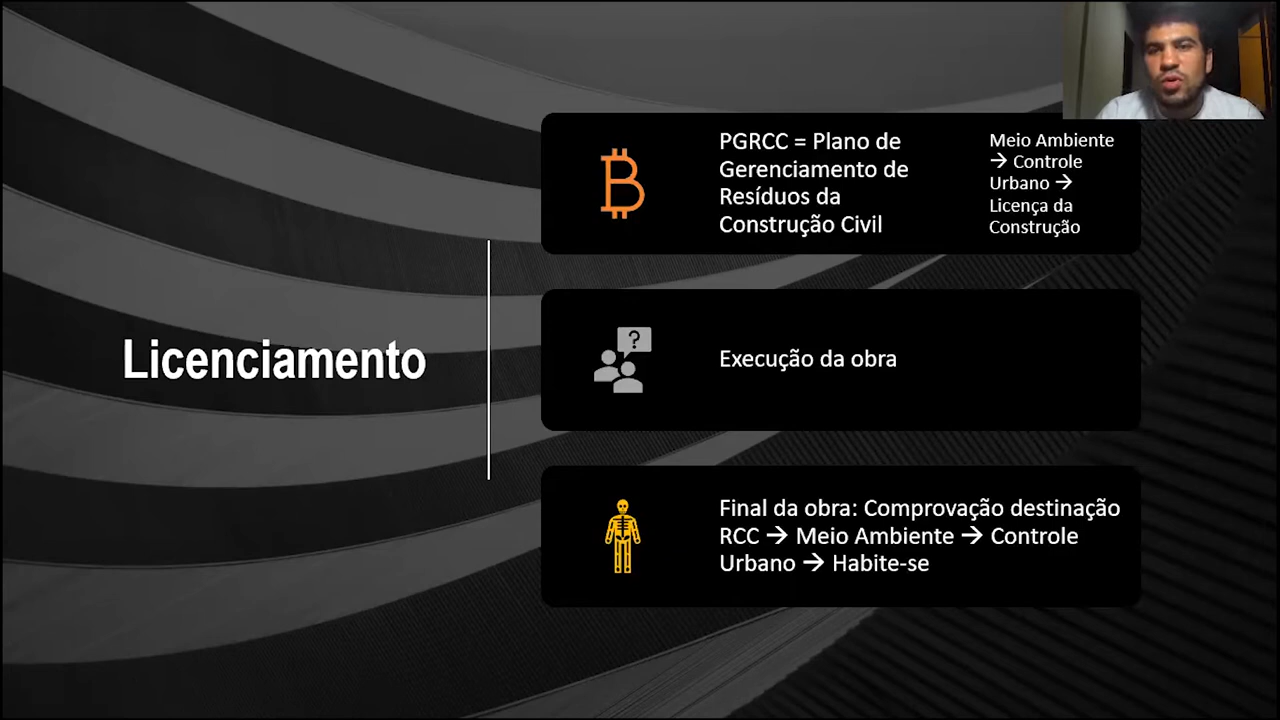 PGRCC = Plano de
Gerenciamento de
Resíduos da
Construção Civil
Meio Ambiente
→ Controle
Urbano →
Licença da
Construção
Licenciamento
?
Execução da obra
Final da obra: Comprovação destinação
RCC → Meio Ambiente → Controle
Urbano → Habite-se